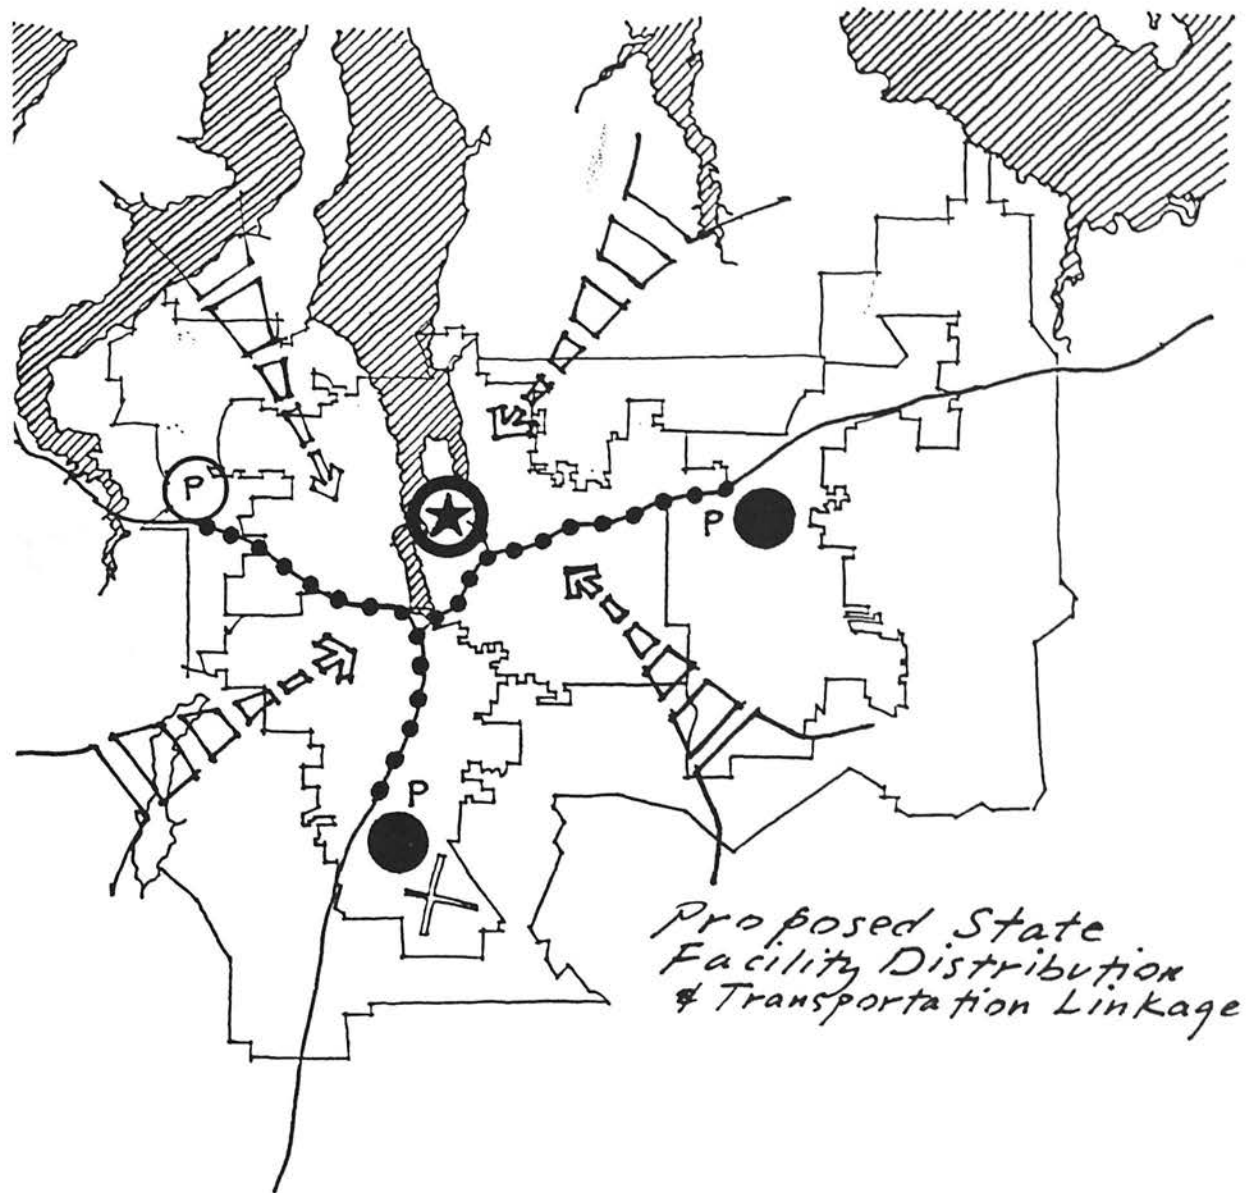 P
P
P
Proposed State
Facility Distribution
& Transportation Linkage